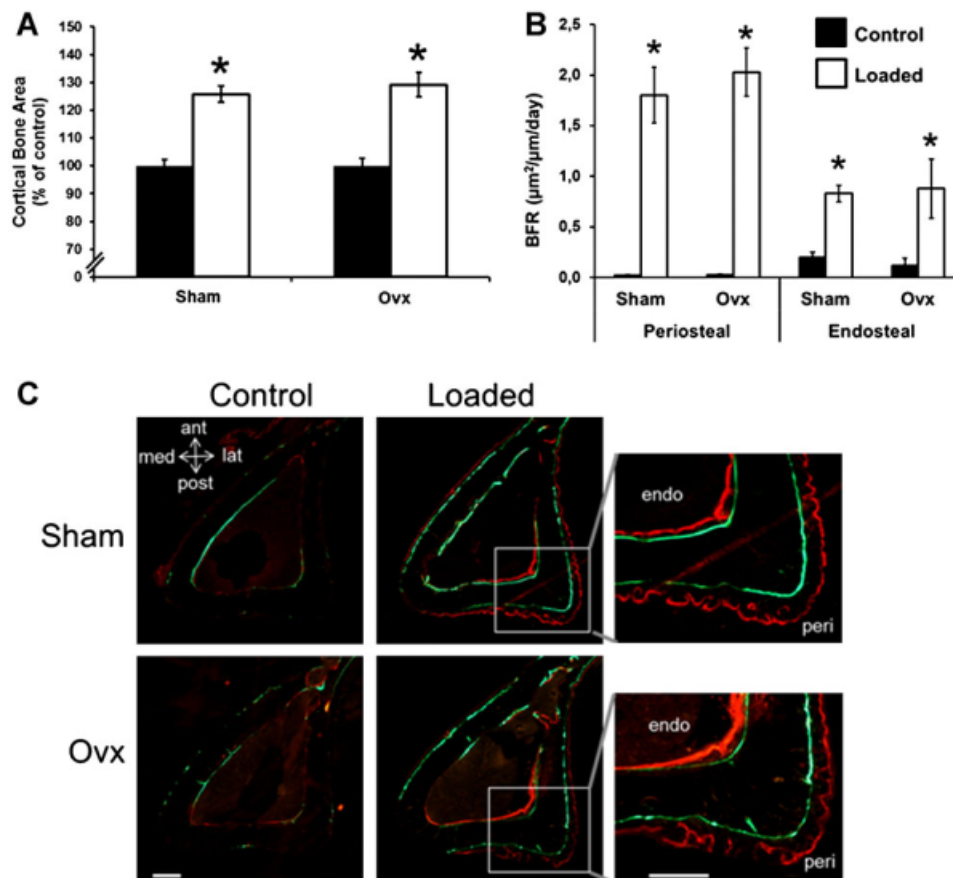 A
Cortical Bone Area
(% of control)
150
140
130
120
110
100
90
80
70
0
*
*
Sham
Ovx
B
BFR (µm²/µm/day)
2,5
2,0
1,5
1,0
0,5
0,0
*
*
*
*
Control
Loaded
Sham
Ovx
Sham
Ovx
Periosteal
Endosteal
C
Control
Loaded
Sham
ant
med
lat
post
endo
peri
Ovx
endo
peri